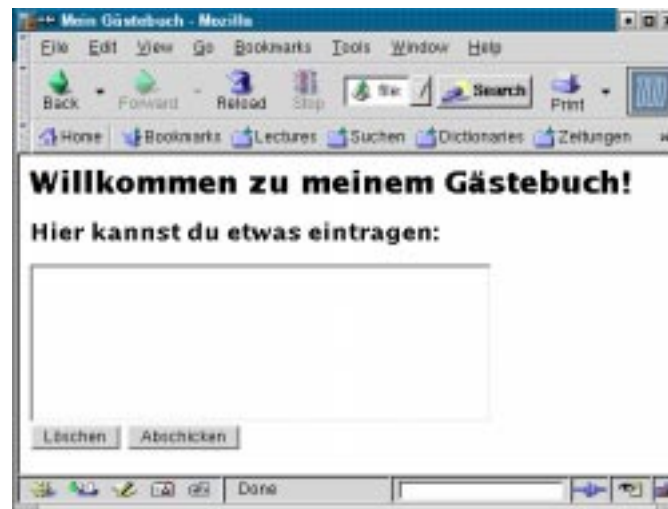 Mein Gästebuch - Mozilla
File Edit View Go Bookmarks Tools Window Help
Back Forward Reload Stop Search Print
Home Bookmarks Lectures Suchen Dictionaries Zeitungen
Willkommen zu meinem Gästebuch!
Hier kannst du etwas eintragen:
Löschen Abschicken
Done